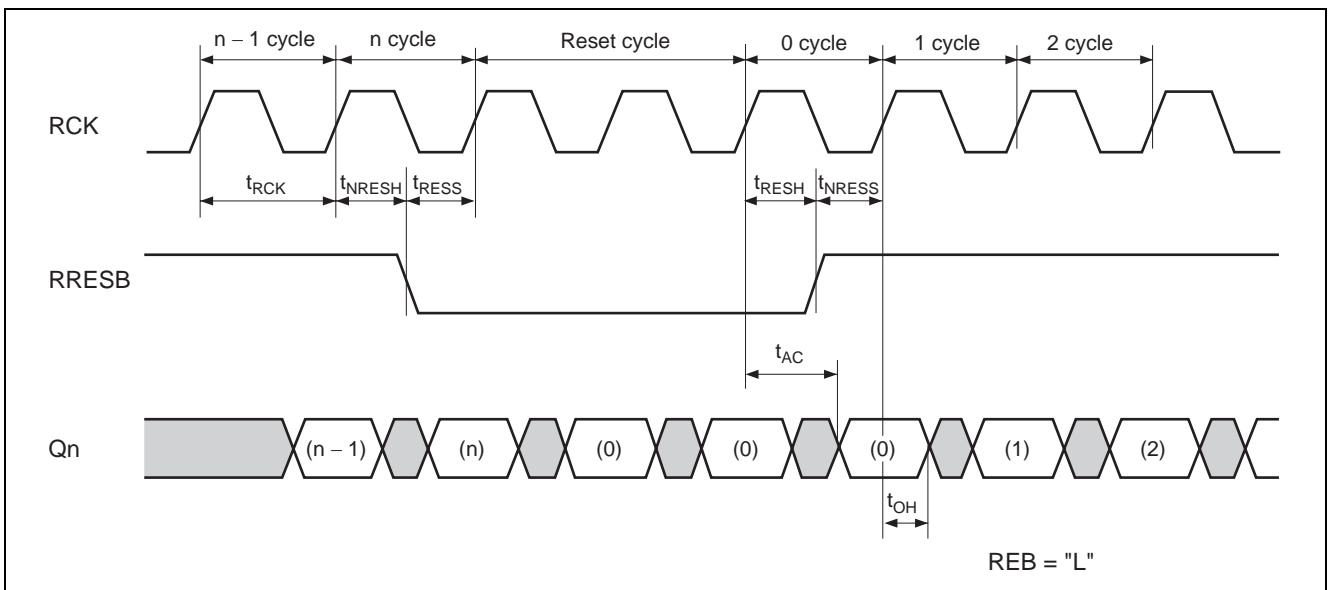 n – 1 cycle n cycle Reset cycle 0 cycle 1 cycle 2 cycle
RCK
tRCK tNRESH tRESS tRESH tNRESS
RRESB
tAC
Qn (n – 1) (n) (0) (0) (0) (1) (2)
tOH
REB = "L"